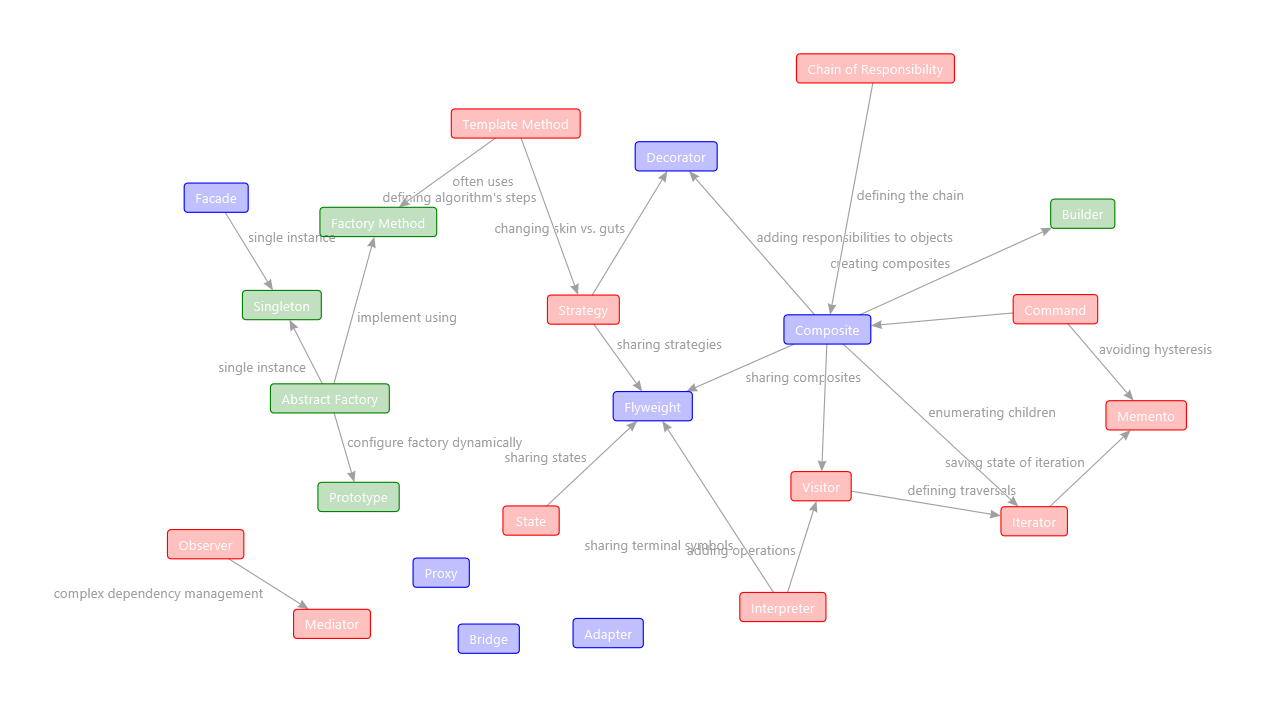 Chain of Responsibility
Template Method
Decorator
often uses
defining algorithm's steps
Facade
defining the chain
Builder
Factory Method
single instance
changing skin vs. guts
adding responsibilities to objects
creating composites
Singleton
Strategy
Command
implement using
Composite
sharing strategies
avoiding hysteresis
single instance
sharing composites
Abstract Factory
Flyweight
enumerating children
Memento
configure factory dynamically
sharing states
saving state of iteration
Prototype
Visitor
defining traversals
State
Iterator
Observer
sharing terminal symbols
adding operations
Proxy
complex dependency management
Interpreter
Mediator
Bridge
Adapter